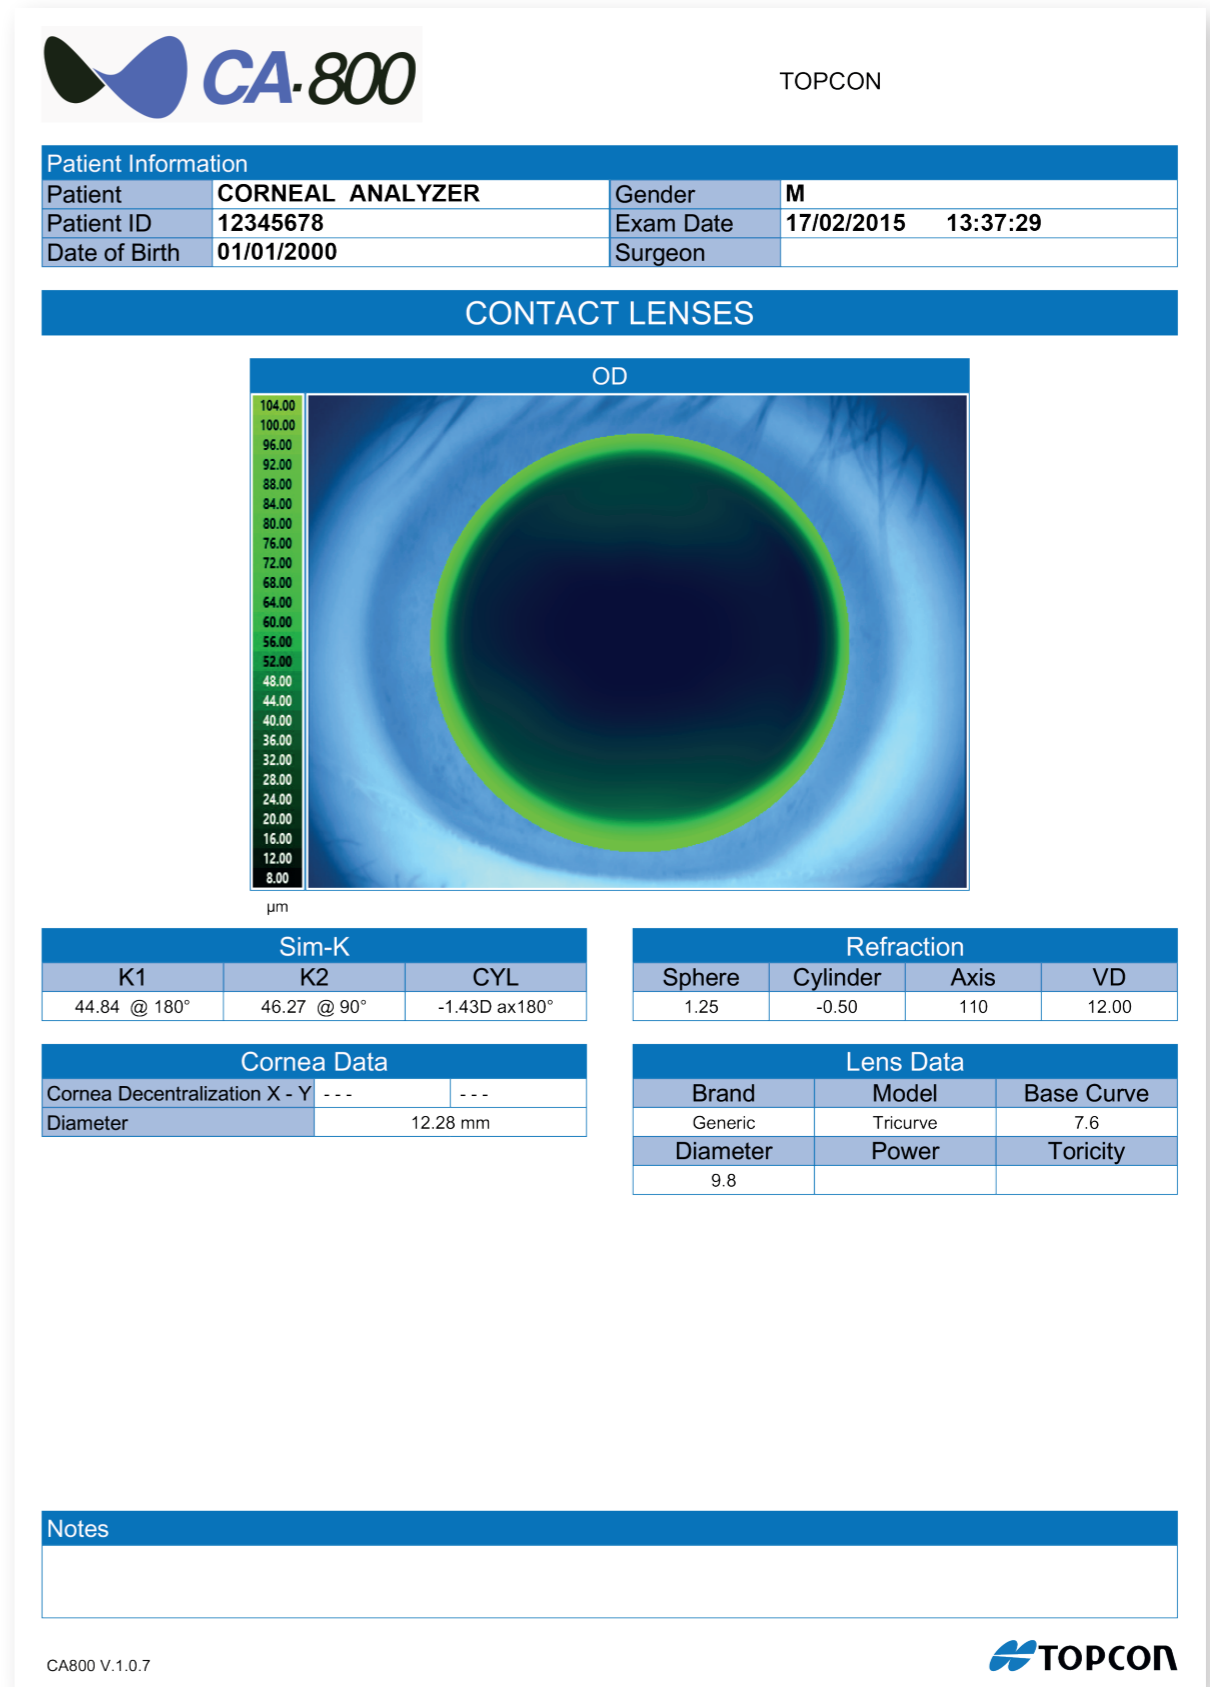 CA-800
TOPCON
Patient Information
Patient CORNEAL ANALYZER Gender M
Patient ID 12345678 Exam Date 17/02/2015 13:37:29
Date of Birth 01/01/2000 Surgeon
CONTACT LENSES
OD
104.00
100.00
96.00
92.00
88.00
84.00
80.00
76.00
72.00
68.00
64.00
60.00
56.00
52.00
48.00
44.00
40.00
36.00
32.00
28.00
24.00
20.00
16.00
12.00
8.00
µm
Sim-K
K1 K2 CYL
44.84 @ 180° 46.27 @ 90° -1.43D ax180°
Refraction
Sphere Cylinder Axis VD
1.25 -0.50 110 12.00
Cornea Data
Cornea Decentralization X - Y - - - - - -
Diameter 12.28 mm
Lens Data
Brand Model Base Curve
Generic Tricurve 7.6
Diameter Power Toricity
9.8
Notes
CA800 V.1.0.7
TOPCON